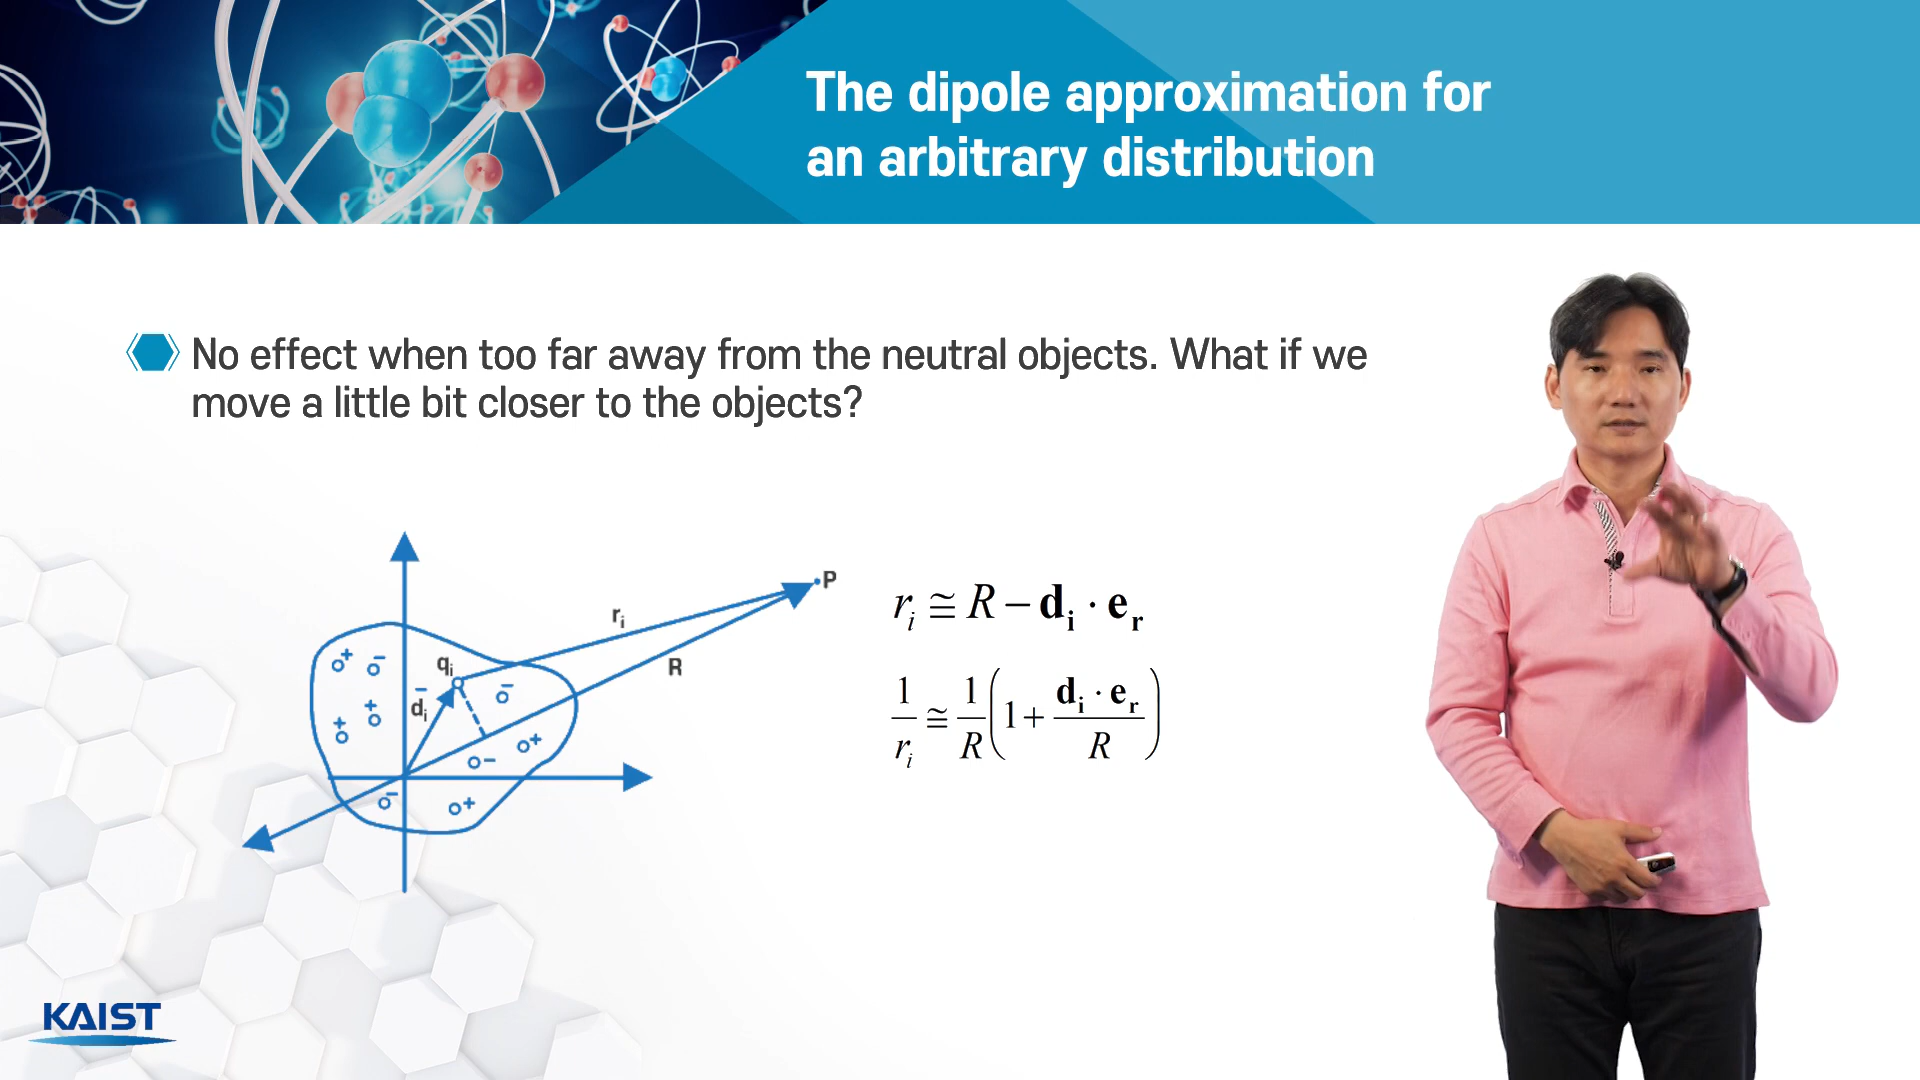 The dipole approximation for
an arbitrary distribution
No effect when too far away from the neutral objects. What if we
move a little bit closer to the objects?
P
r_i
R
q_i
d̄_i
r_i ≅ R − d_i · e_r
1/r_i ≅ 1/R (1 + d_i · e_r / R)
KAIST